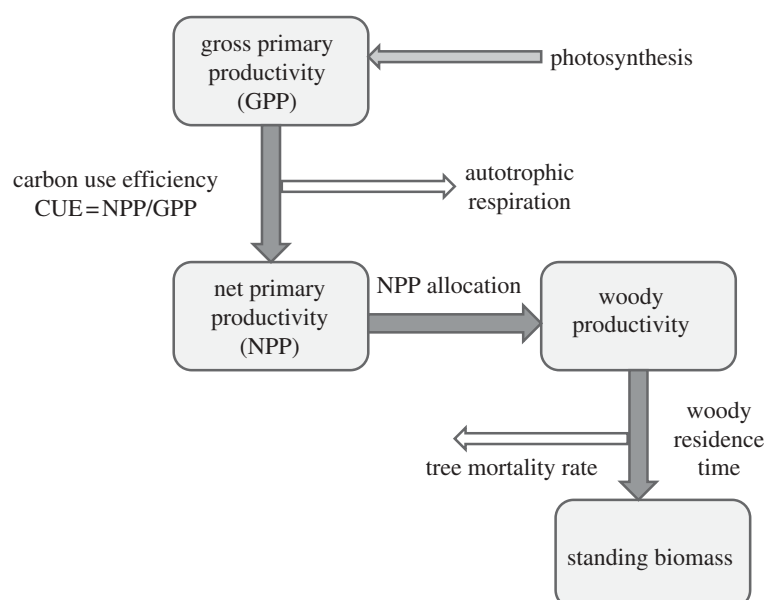 gross primary
productivity
(GPP)
photosynthesis
carbon use efficiency
CUE=NPP/GPP
autotrophic
respiration
net primary
productivity
(NPP)
NPP allocation
woody
productivity
woody
residence
time
tree mortality rate
standing biomass